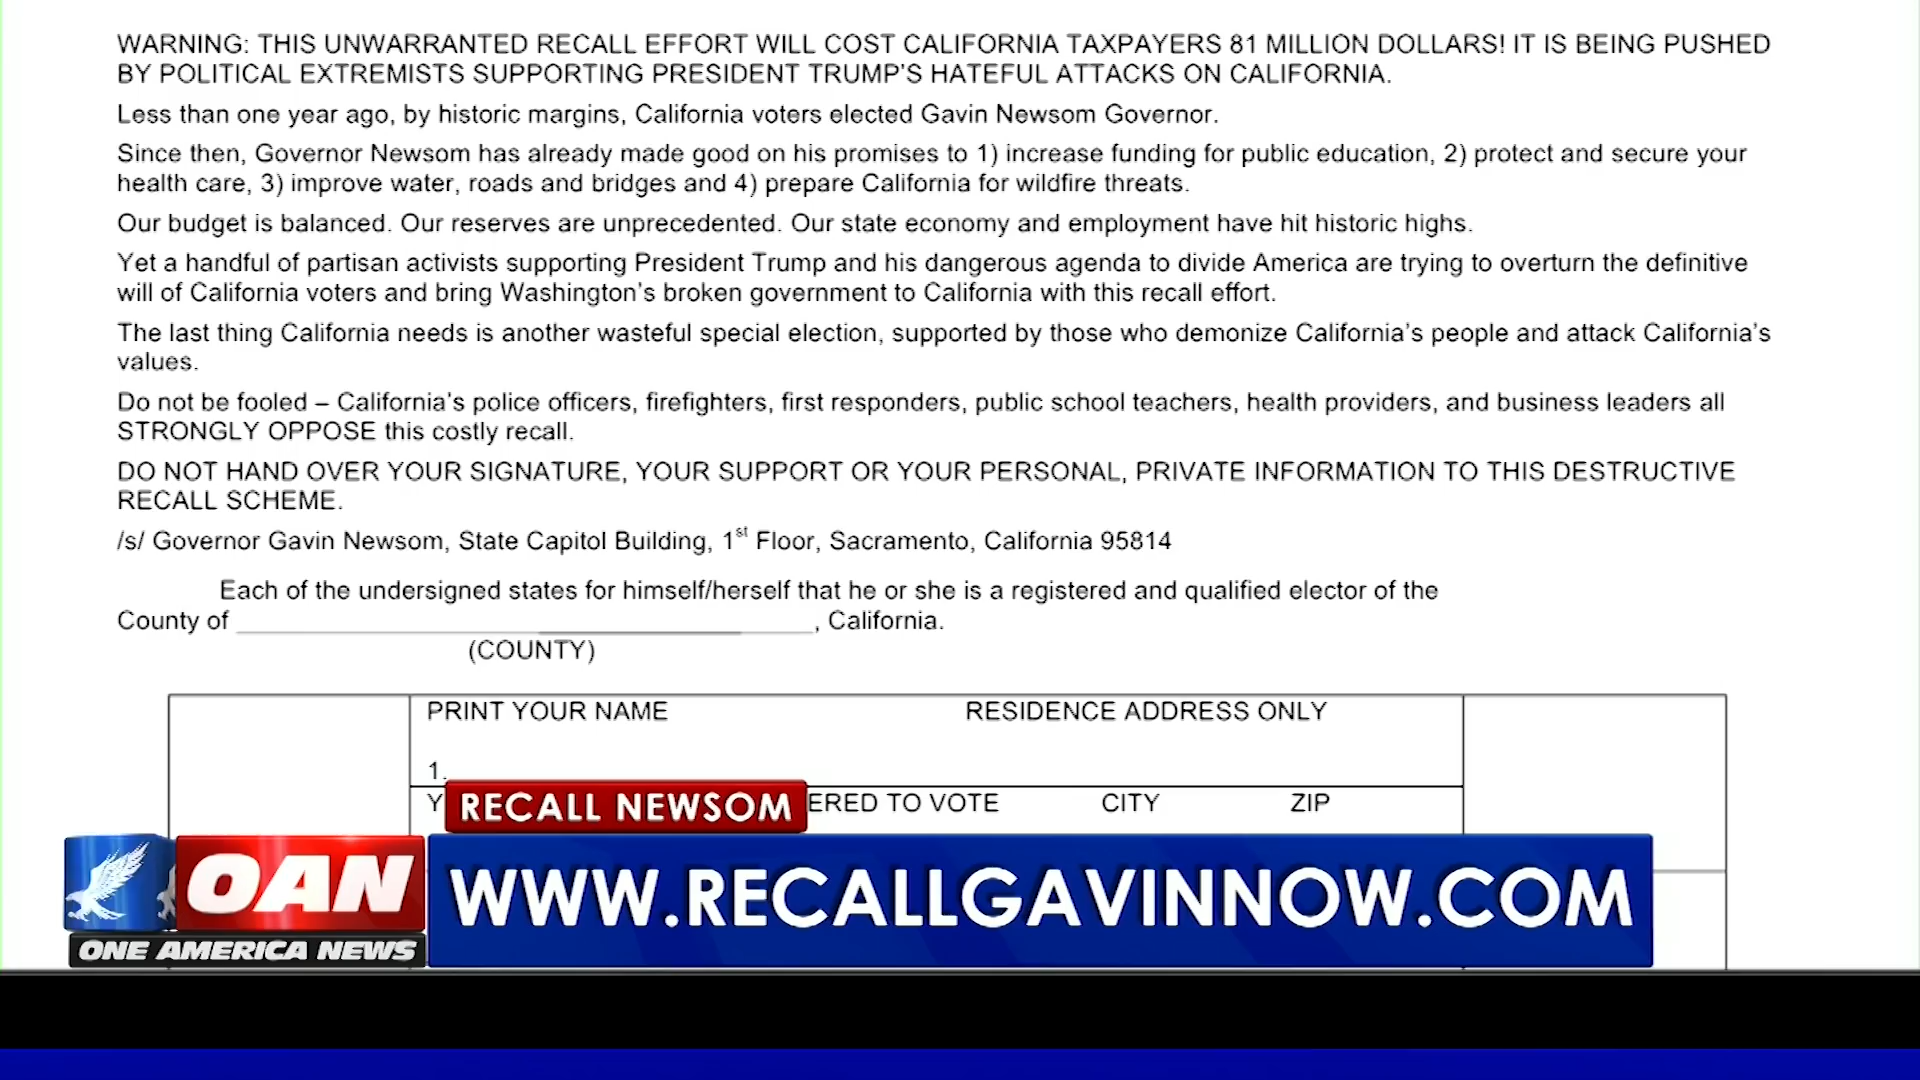 WARNING: THIS UNWARRANTED RECALL EFFORT WILL COST CALIFORNIA TAXPAYERS 81 MILLION DOLLARS! IT IS BEING PUSHED
BY POLITICAL EXTREMISTS SUPPORTING PRESIDENT TRUMP'S HATEFUL ATTACKS ON CALIFORNIA.
Less than one year ago, by historic margins, California voters elected Gavin Newsom Governor.
Since then, Governor Newsom has already made good on his promises to 1) increase funding for public education, 2) protect and secure your
health care, 3) improve water, roads and bridges and 4) prepare California for wildfire threats.
Our budget is balanced. Our reserves are unprecedented. Our state economy and employment have hit historic highs.
Yet a handful of partisan activists supporting President Trump and his dangerous agenda to divide America are trying to overturn the definitive
will of California voters and bring Washington's broken government to California with this recall effort.
The last thing California needs is another wasteful special election, supported by those who demonize California's people and attack California's
values.
Do not be fooled – California's police officers, firefighters, first responders, public school teachers, health providers, and business leaders all
STRONGLY OPPOSE this costly recall.
DO NOT HAND OVER YOUR SIGNATURE, YOUR SUPPORT OR YOUR PERSONAL, PRIVATE INFORMATION TO THIS DESTRUCTIVE
RECALL SCHEME.
/s/ Governor Gavin Newsom, State Capitol Building, 1st Floor, Sacramento, California 95814
Each of the undersigned states for himself/herself that he or she is a registered and qualified elector of the
County of ________________, California.
(COUNTY)
PRINT YOUR NAME RESIDENCE ADDRESS ONLY
1.
Y ERED TO VOTE CITY ZIP
RECALL NEWSOM
OAN
ONE AMERICA NEWS
WWW.RECALLGAVINNOW.COM